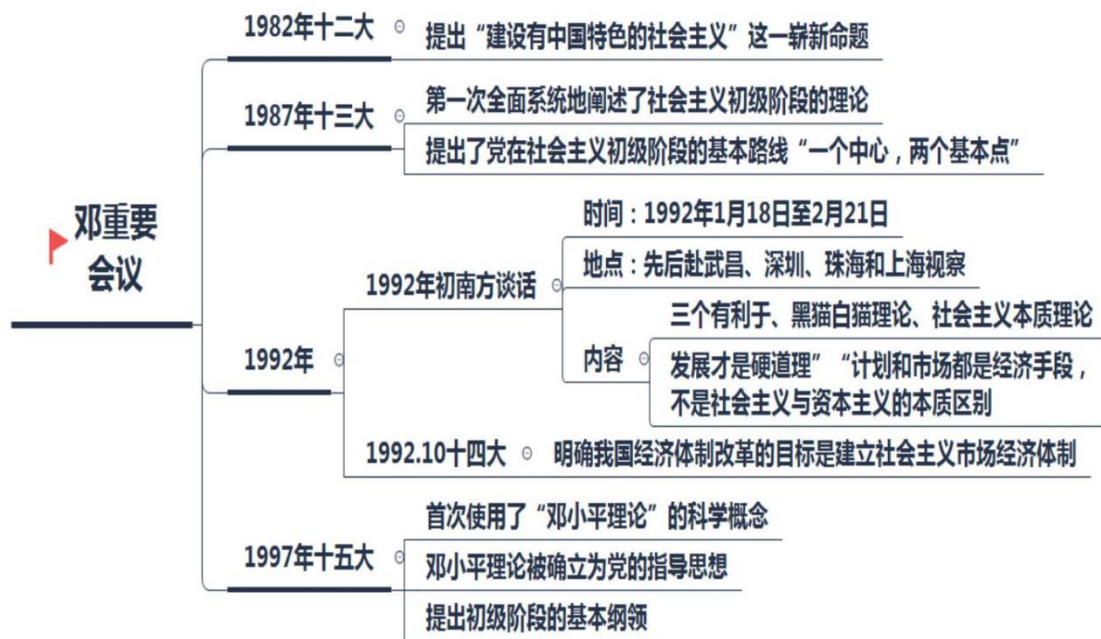 邓重要
会议
1982年十二大
提出“建设有中国特色的社会主义”这一崭新命题
1987年十三大
第一次全面系统地阐述了社会主义初级阶段的理论
提出了党在社会主义初级阶段的基本路线“一个中心，两个基本点”
1992年
1992年初南方谈话
时间：1992年1月18日至2月21日
地点：先后赴武昌、深圳、珠海和上海视察
内容
三个有利于、黑猫白猫理论、社会主义本质理论
发展才是硬道理”“计划和市场都是经济手段，
不是社会主义与资本主义的本质区别
1992.10十四大
明确我国经济体制改革的目标是建立社会主义市场经济体制
1997年十五大
首次使用了“邓小平理论”的科学概念
邓小平理论被确立为党的指导思想
提出初级阶段的基本纲领